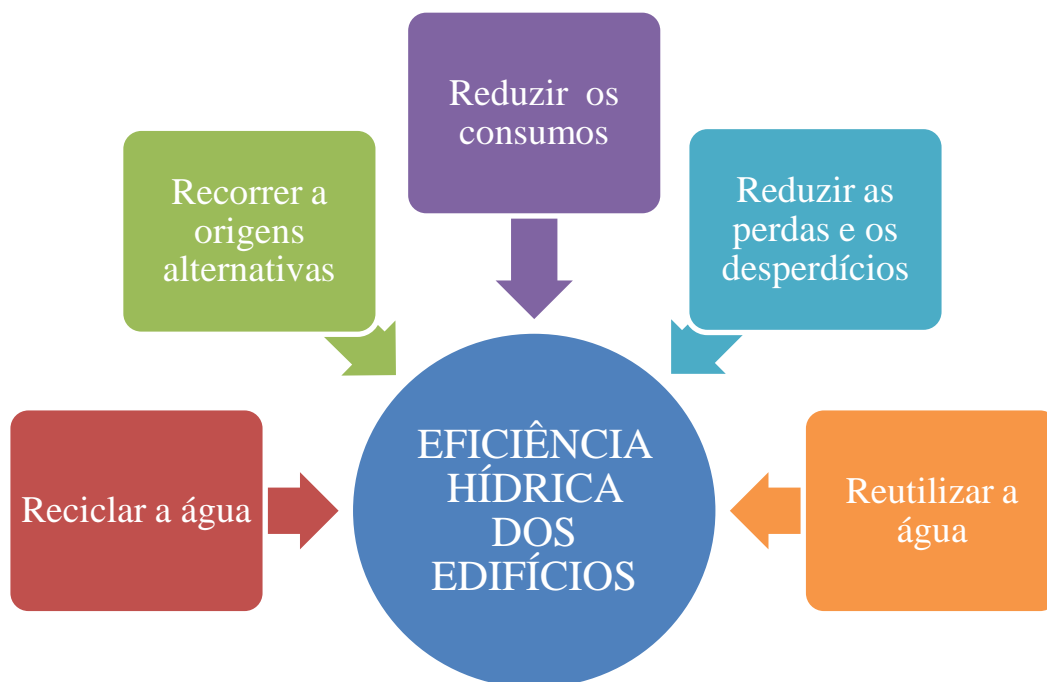 Reduzir os
consumos
Recorrer a
origens
alternativas
Reduzir as
perdas e os
desperdícios
Reciclar a água
EFICIÊNCIA
HÍDRICA
DOS
EDIFÍCIOS
Reutilizar a
água